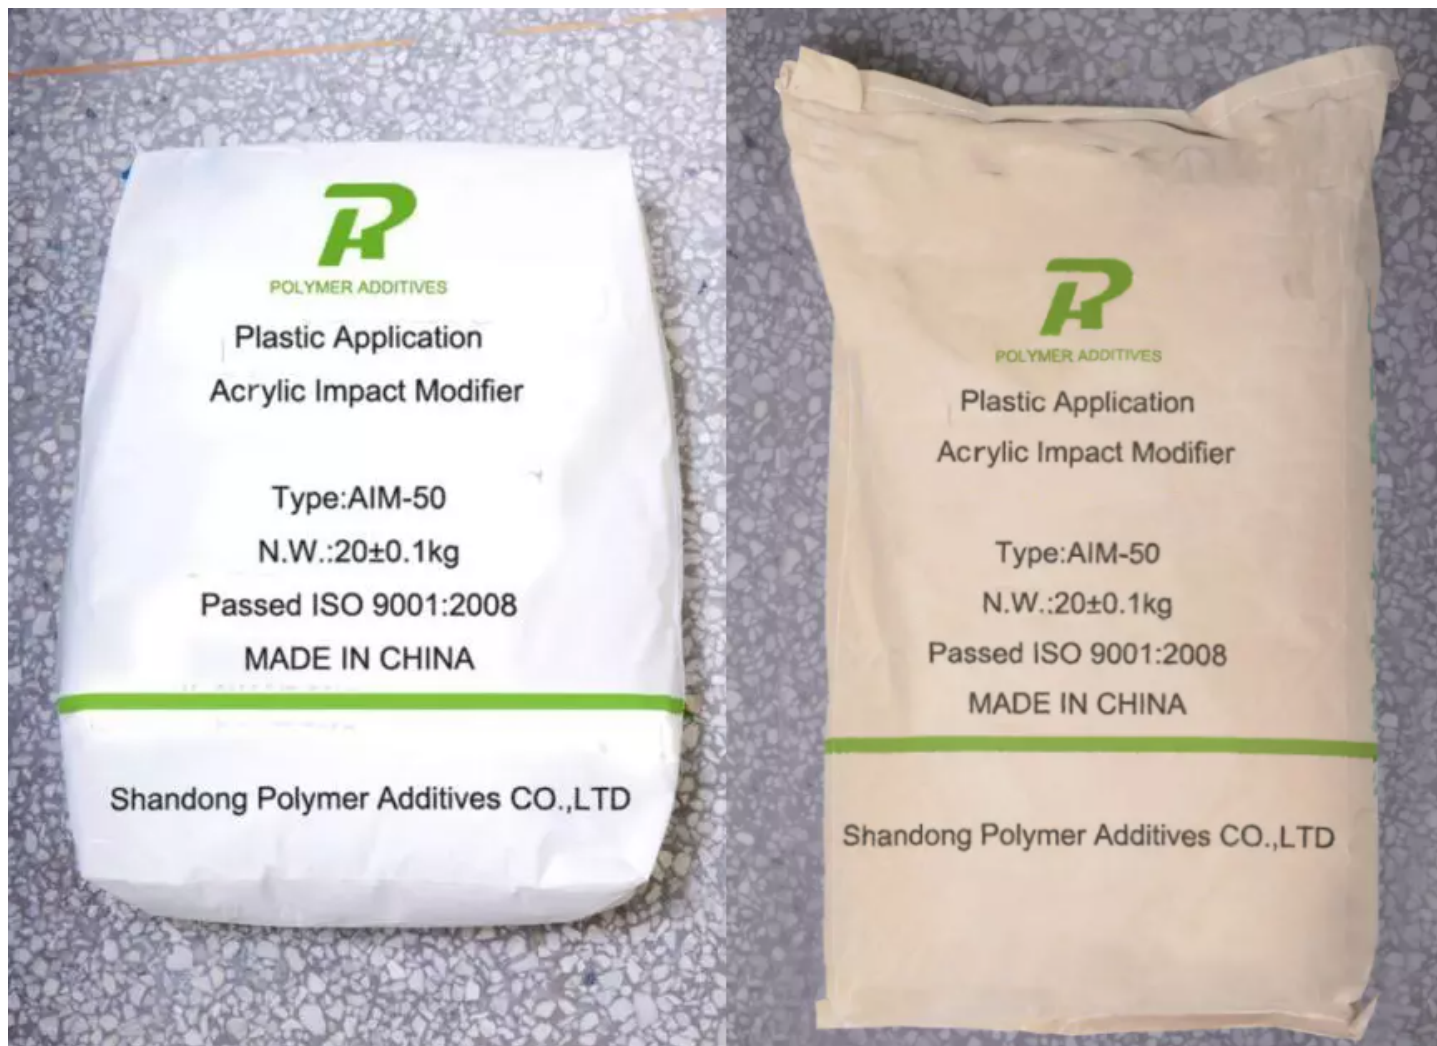 POLYMER ADDITIVES
Plastic Application
Acrylic Impact Modifier
Type:AIM-50
N.W.:20±0.1kg
Passed ISO 9001:2008
MADE IN CHINA
Shandong Polymer Additives CO.,LTD
POLYMER ADDITIVES
Plastic Application
Acrylic Impact Modifier
Type:AIM-50
N.W.:20±0.1kg
Passed ISO 9001:2008
MADE IN CHINA
Shandong Polymer Additives CO.,LTD